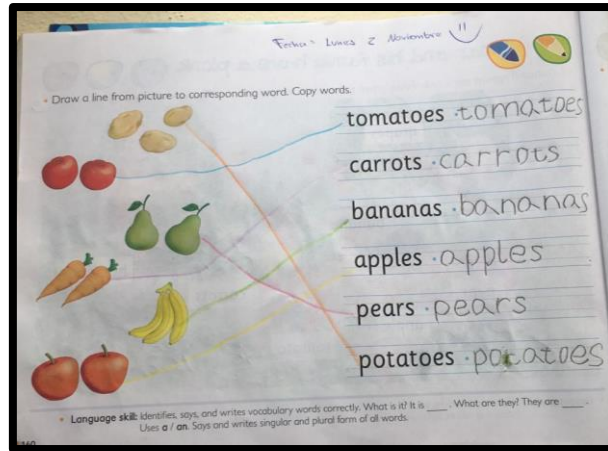 Fecha: Lunes 2 Noviembre
• Draw a line from picture to corresponding word. Copy words.
tomatoes · tomatoes
carrots · carrots
bananas · bananas
apples · apples
pears · pears
potatoes · potatoes
• Language skill: Identifies, says, and writes vocabulary words correctly. What is it? It is ____. What are they? They are ____.
Uses a / an. Says and writes singular and plural form of all words.